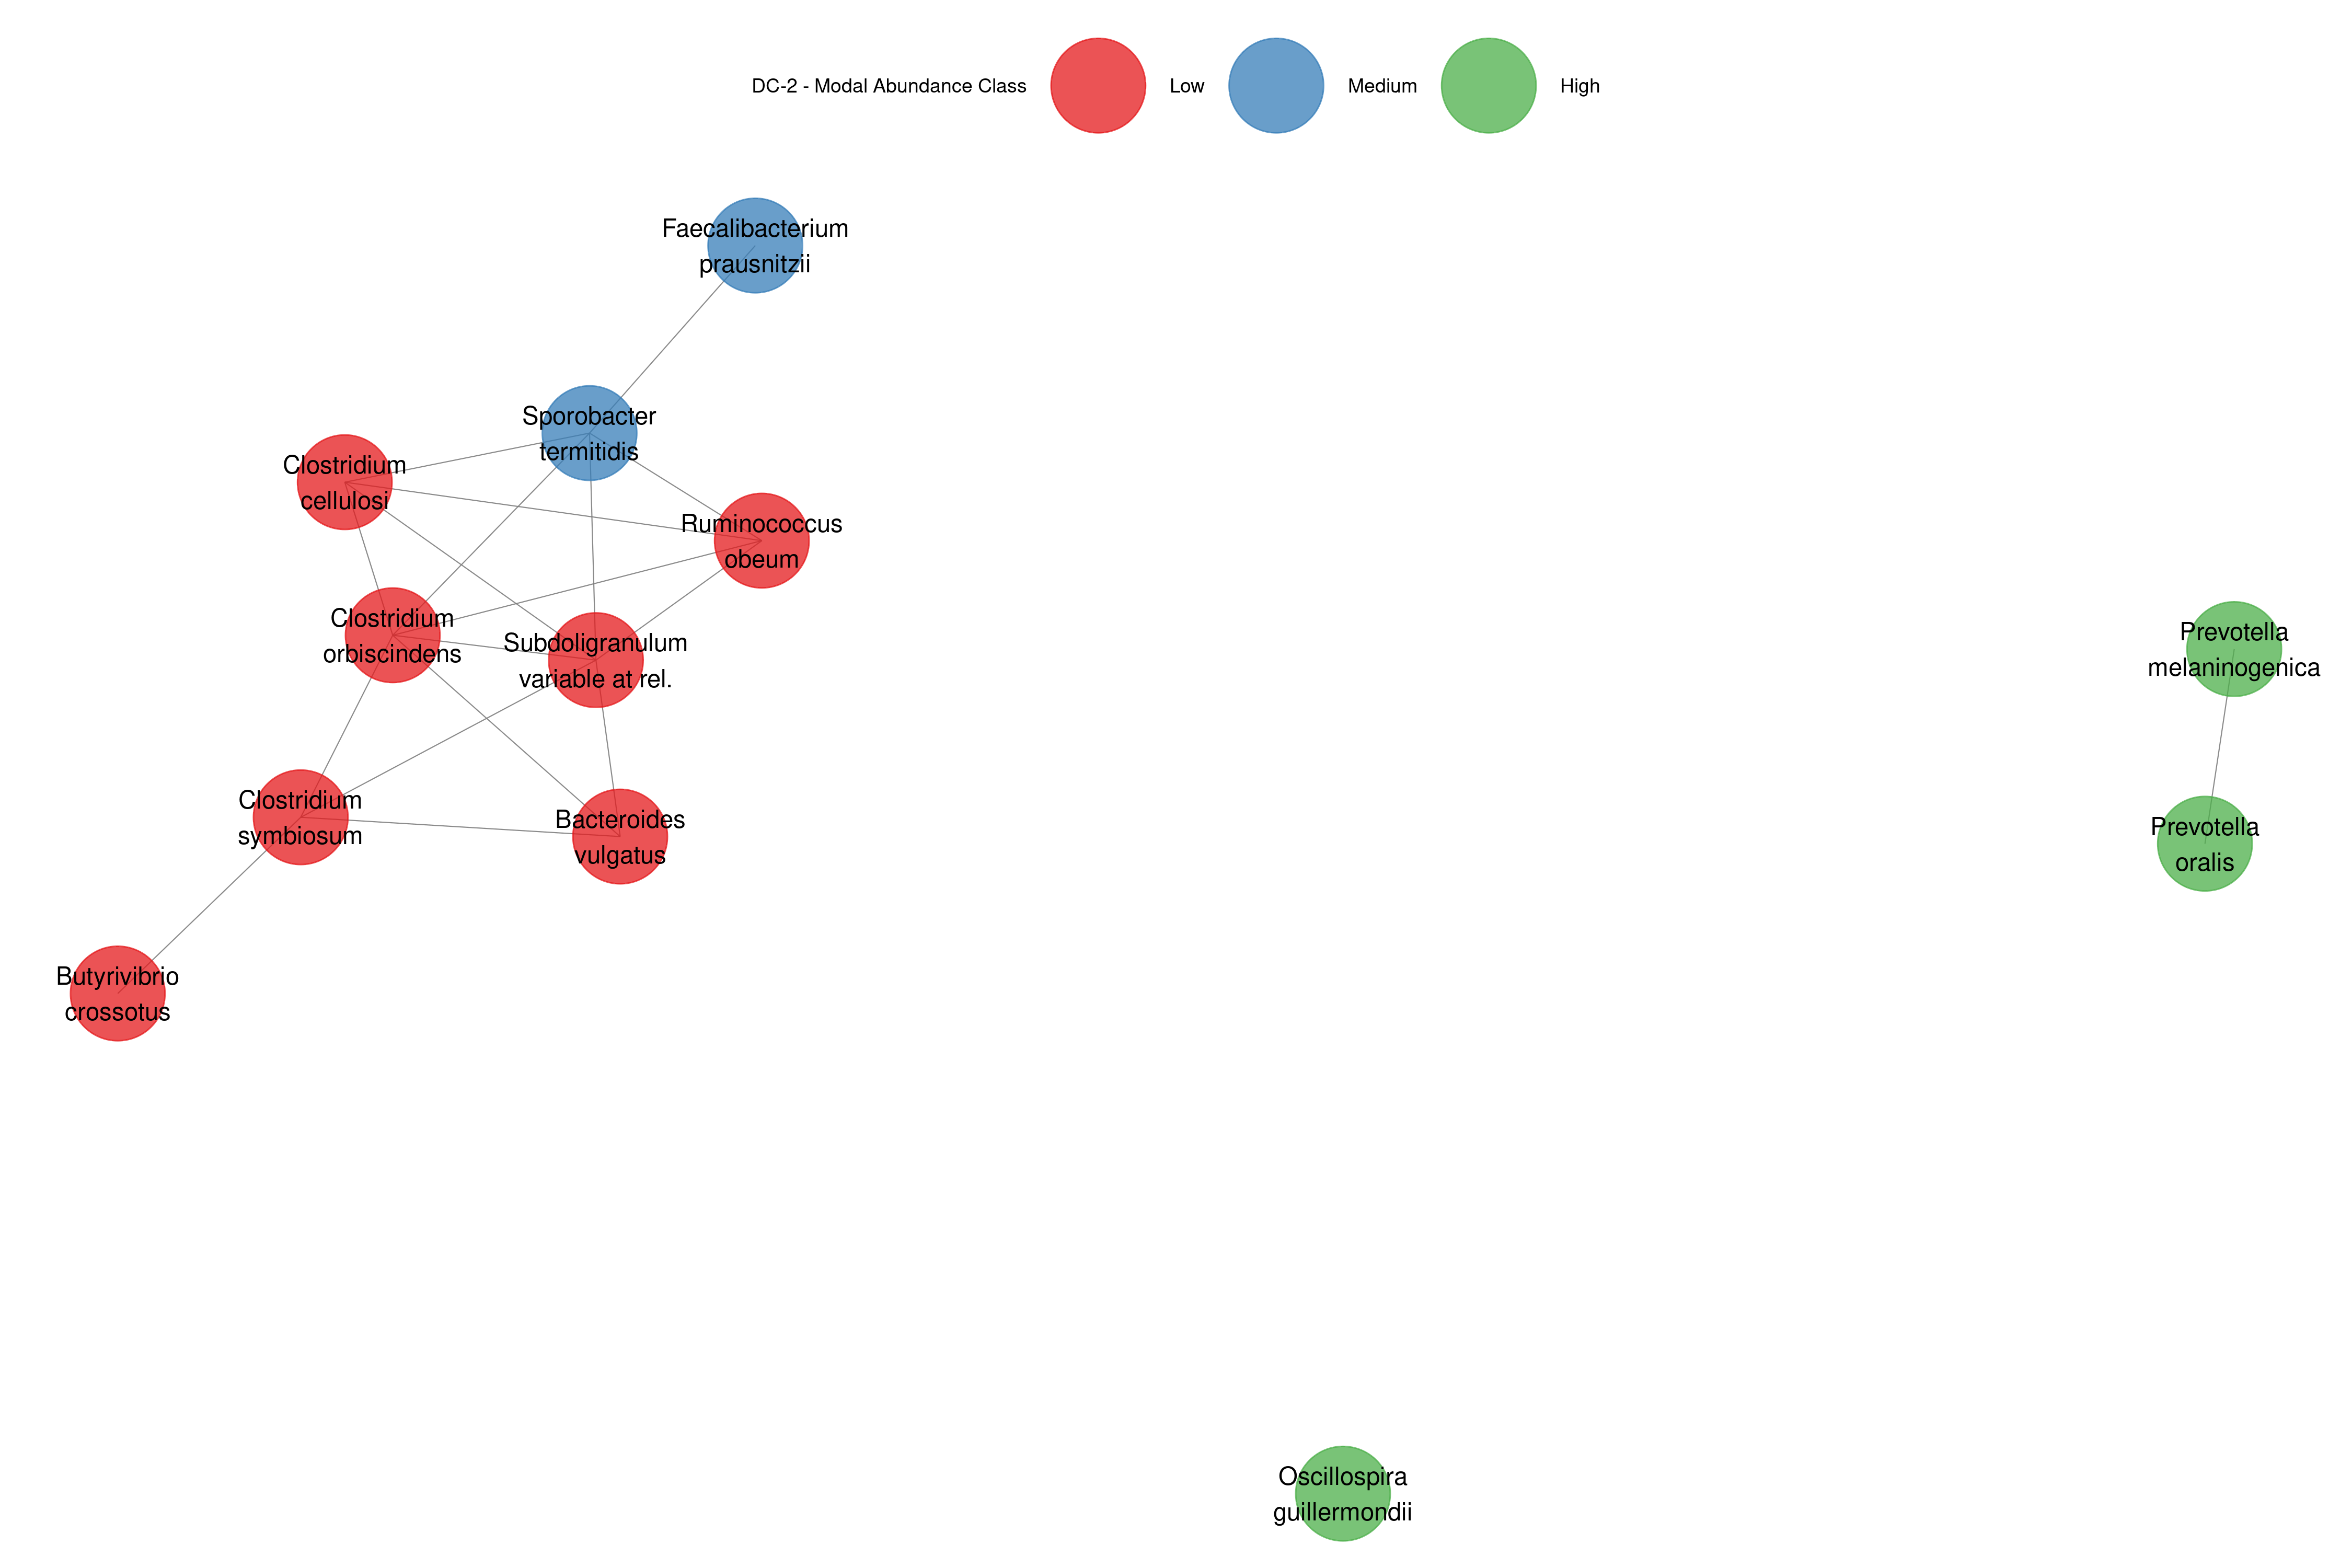 DC-2 - Modal Abundance Class Low Medium High
Faecalibacterium
prausnitzii
Sporobacter
termitidis
Clostridium
cellulosi
Ruminococcus
obeum
Clostridium
orbiscindens
Subdoligranulum
variable at rel.
Prevotella
melaninogenica
Clostridium
symbiosum
Bacteroides
vulgatus
Prevotella
oralis
Butyrivibrio
crossotus
Oscillospira
guillermondii